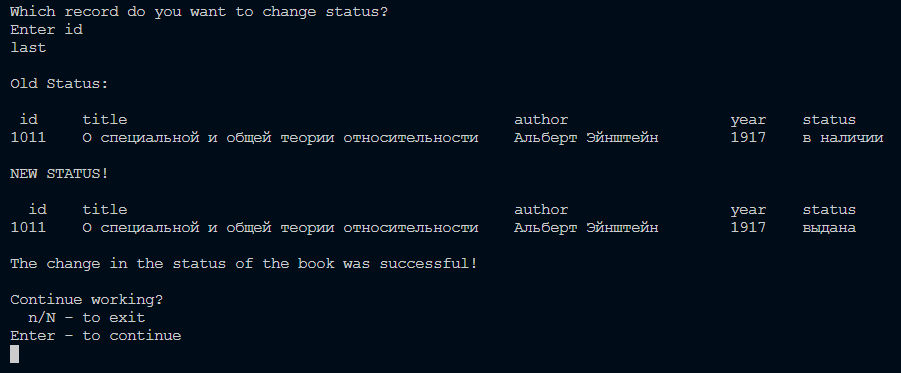 Which record do you want to change status?
Enter id
last
Old Status:
id title author year status
1011 О специальной и общей теории относительности Альберт Эйнштейн 1917 в наличии
NEW STATUS!
id title author year status
1011 О специальной и общей теории относительности Альберт Эйнштейн 1917 выдана
The change in the status of the book was successful!
Continue working?
n/N - to exit
Enter - to continue